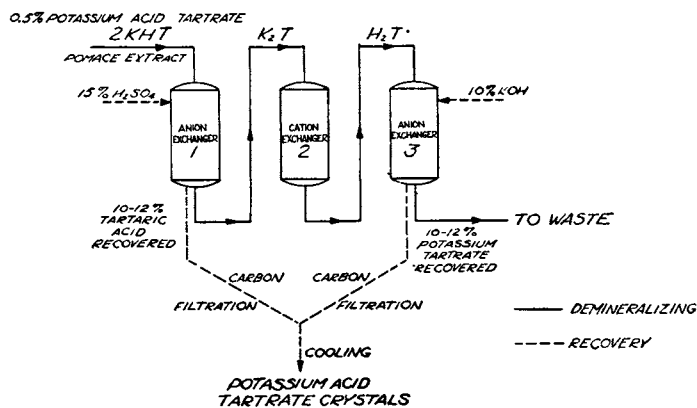 0.5% POTASSIUM ACID TARTRATE
2KHT
K₂T
H₂T·
POMACE EXTRACT
15% H₂SO₄
10% KOH
ANION
EXCHANGER
1
CATION
EXCHANGER
2
ANION
EXCHANGER
3
10-12%
TARTARIC
ACID
RECOVERED
TO WASTE
10-12%
POTASSIUM
TARTRATE
RECOVERED
CARBON
FILTRATION
CARBON
FILTRATION
DEMINERALIZING
RECOVERY
COOLING
POTASSIUM ACID
TARTRATE CRYSTALS